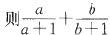 则 \frac{a}{a+1} + \frac{b}{b+1}